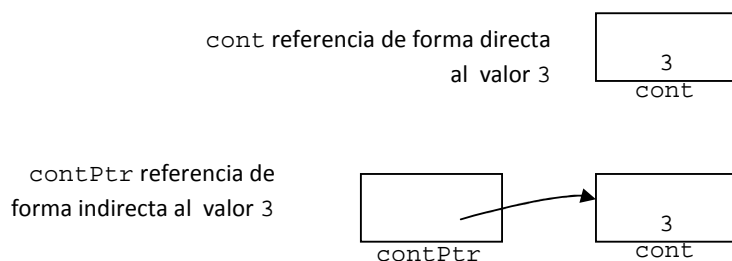 cont referencia de forma directa
al valor 3
3
cont
contPtr referencia de
forma indirecta al valor 3
contPtr
3
cont